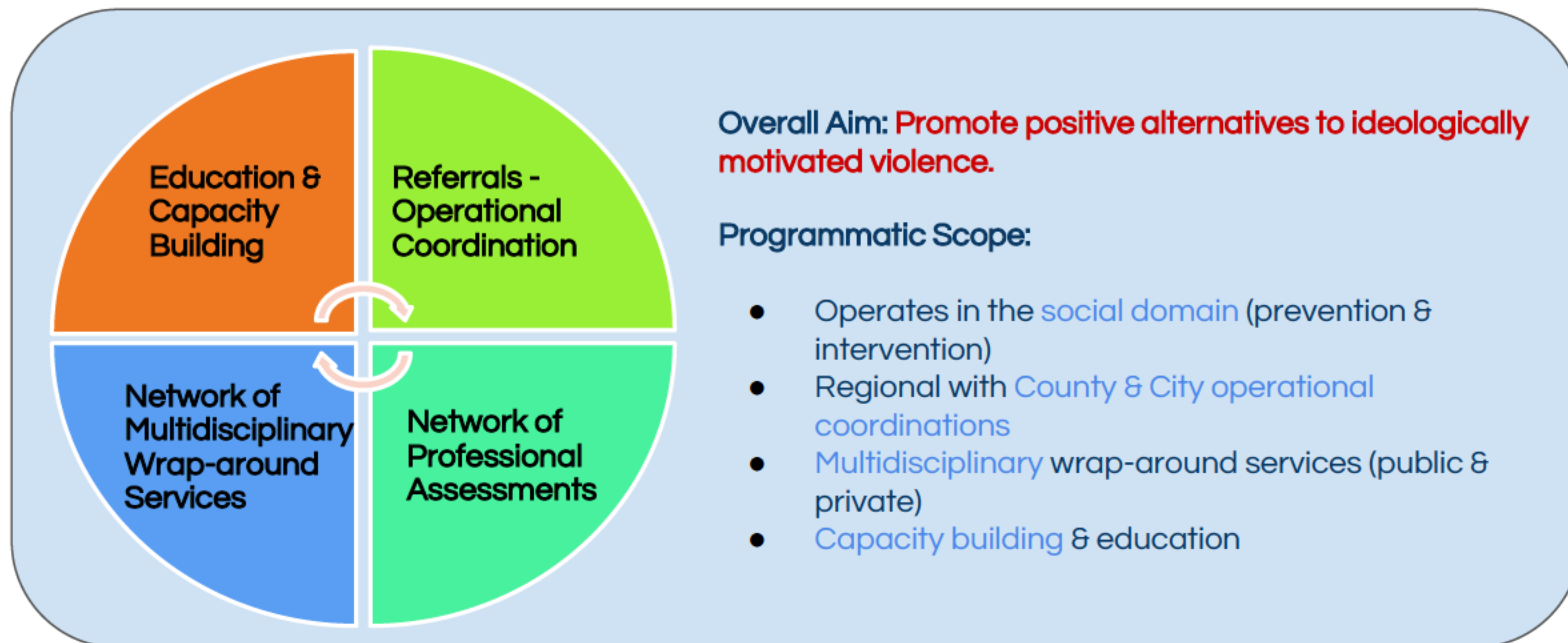 Education &
Capacity
Building
Referrals -
Operational
Coordination
Network of
Multidisciplinary
Wrap-around
Services
Network of
Professional
Assessments
Overall Aim: Promote positive alternatives to ideologically
motivated violence.
Programmatic Scope:
● Operates in the social domain (prevention &
intervention)
● Regional with County & City operational
coordinations
● Multidisciplinary wrap-around services (public &
private)
● Capacity building & education